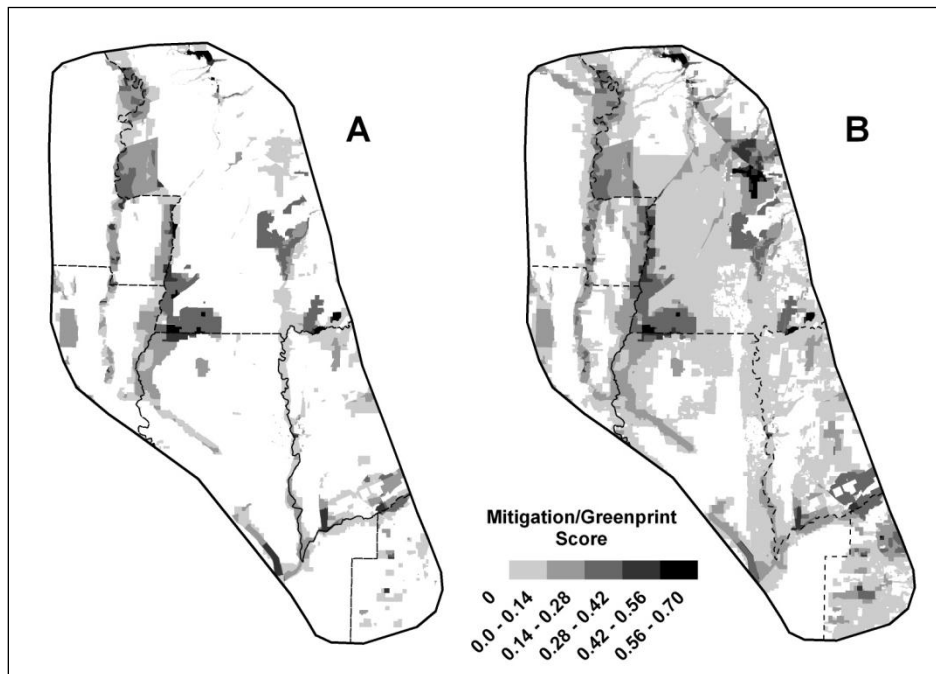 A
B
Mitigation/Greenprint
Score
0
0.0 - 0.14
0.14 - 0.28
0.28 - 0.42
0.42 - 0.56
0.56 - 0.70